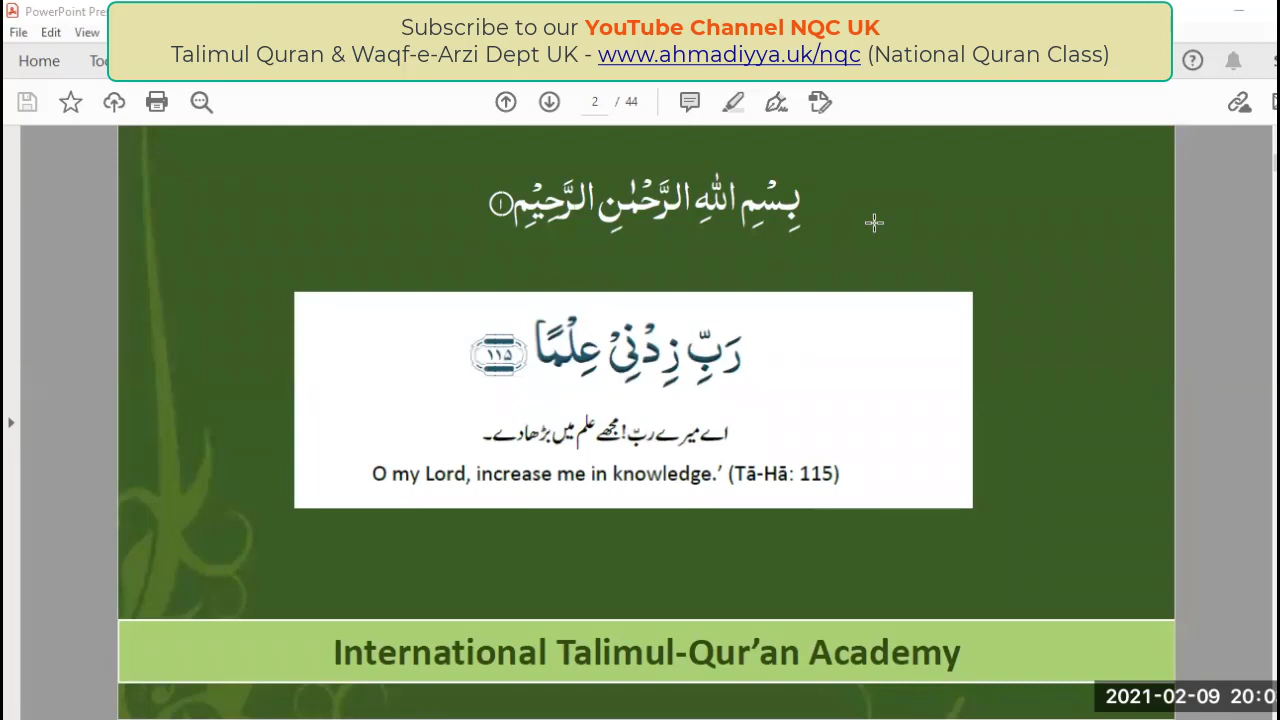 PowerPoint Pre
Subscribe to our YouTube Channel NQC UK
File Edit View
Talimul Quran & Waqf-e-Arzi Dept UK - www.ahmadiyya.uk/nqc (National Quran Class)
Home
2 / 44
بِسْمِ اللّٰهِ الرَّحْمٰنِ الرَّحِيْمِ ۝۱
رَبِّ زِدْنِيْ عِلْمًا ۝۱۱۵
اے میرے ربّ! مجھے علم میں بڑھا دے۔
O my Lord, increase me in knowledge.’ (Tā-Hā: 115)
International Talimul-Qur’an Academy
2021-02-09 20:0